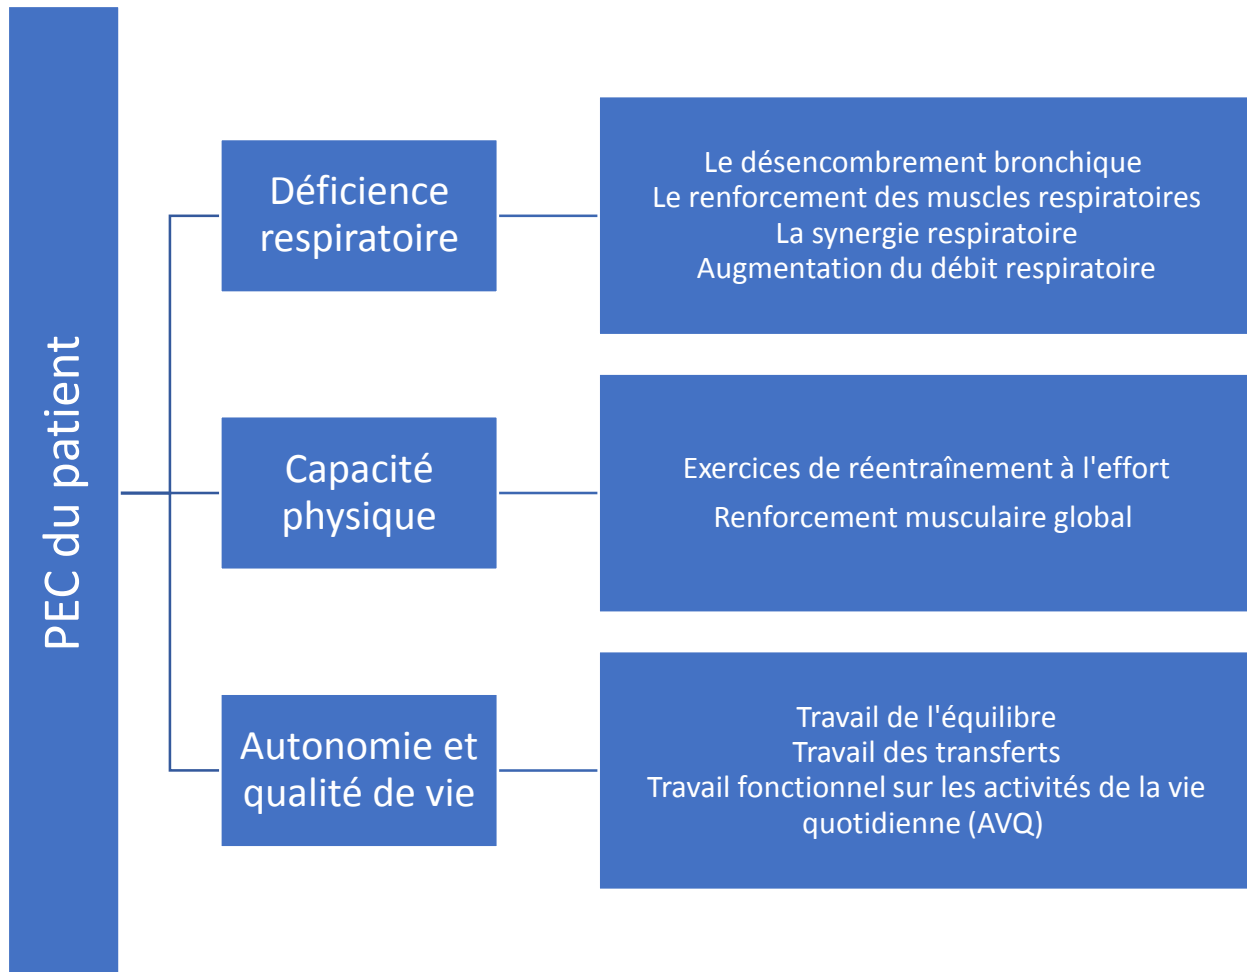 PEC du patient
Déficience
respiratoire
Le désencombrement bronchique
Le renforcement des muscles respiratoires
La synergie respiratoire
Augmentation du débit respiratoire
Capacité
physique
Exercices de réentraînement à l'effort
Renforcement musculaire global
Autonomie et
qualité de vie
Travail de l'équilibre
Travail des transferts
Travail fonctionnel sur les activités de la vie
quotidienne (AVQ)